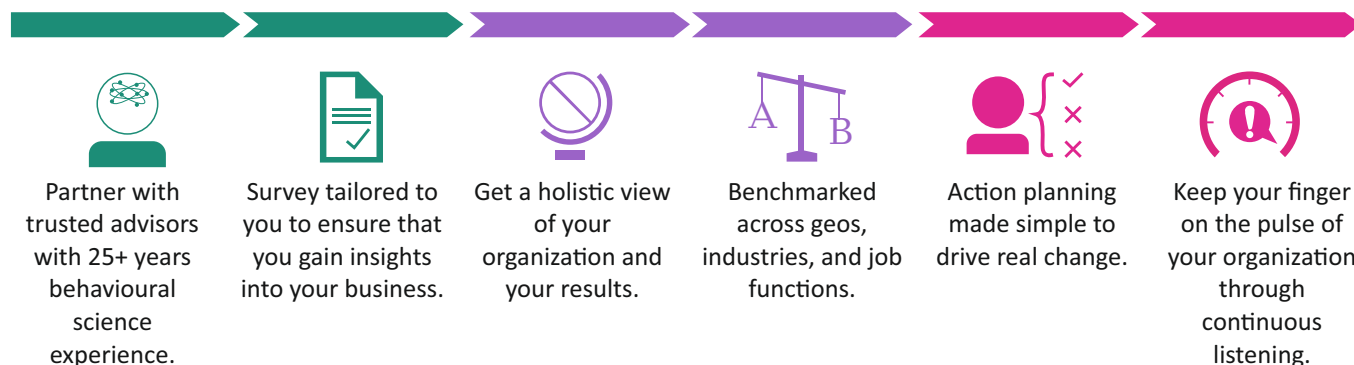 A
B
Partner with
trusted advisors
with 25+ years
behavioural
science
experience.
Survey tailored to
you to ensure that
you gain insights
into your business.
Get a holistic view
of your
organization and
your results.
Benchmarked
across geos,
industries, and job
functions.
Action planning
made simple to
drive real change.
Keep your finger
on the pulse of
your organization
through
continuous
listening.